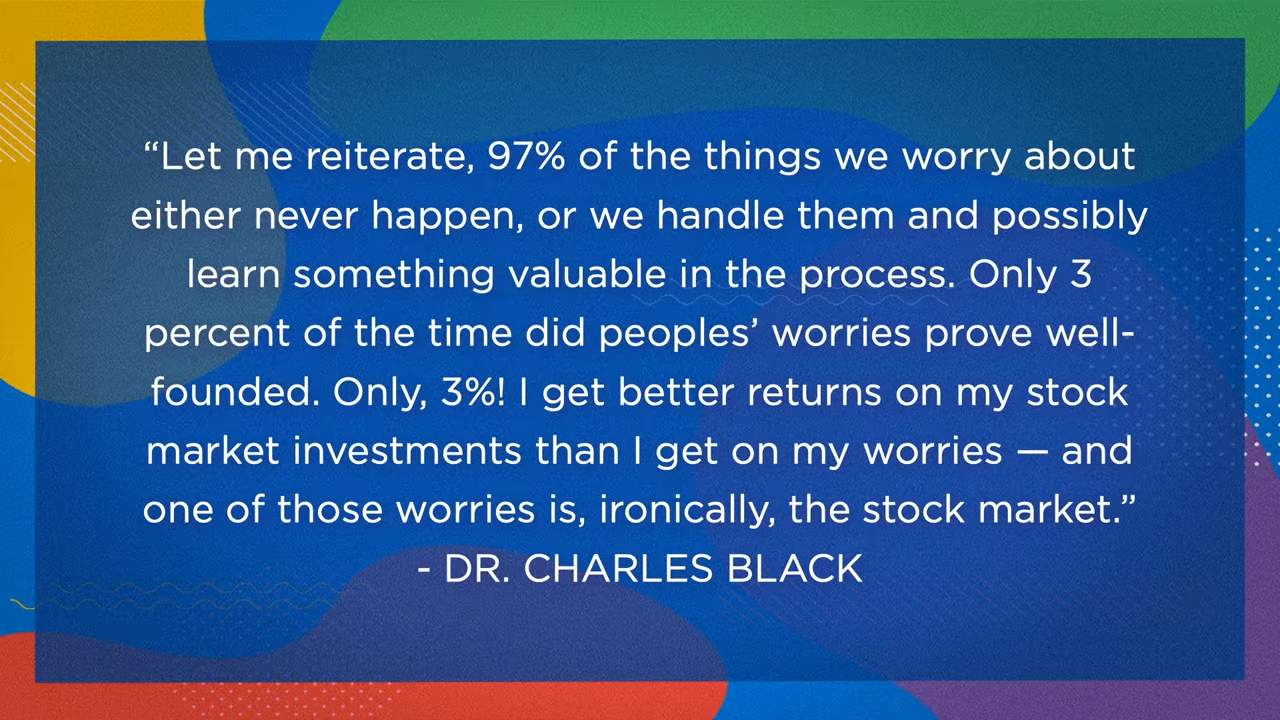 “Let me reiterate, 97% of the things we worry about
either never happen, or we handle them and possibly
learn something valuable in the process. Only 3
percent of the time did peoples’ worries prove well-
founded. Only, 3%! I get better returns on my stock
market investments than I get on my worries — and
one of those worries is, ironically, the stock market.”
- DR. CHARLES BLACK